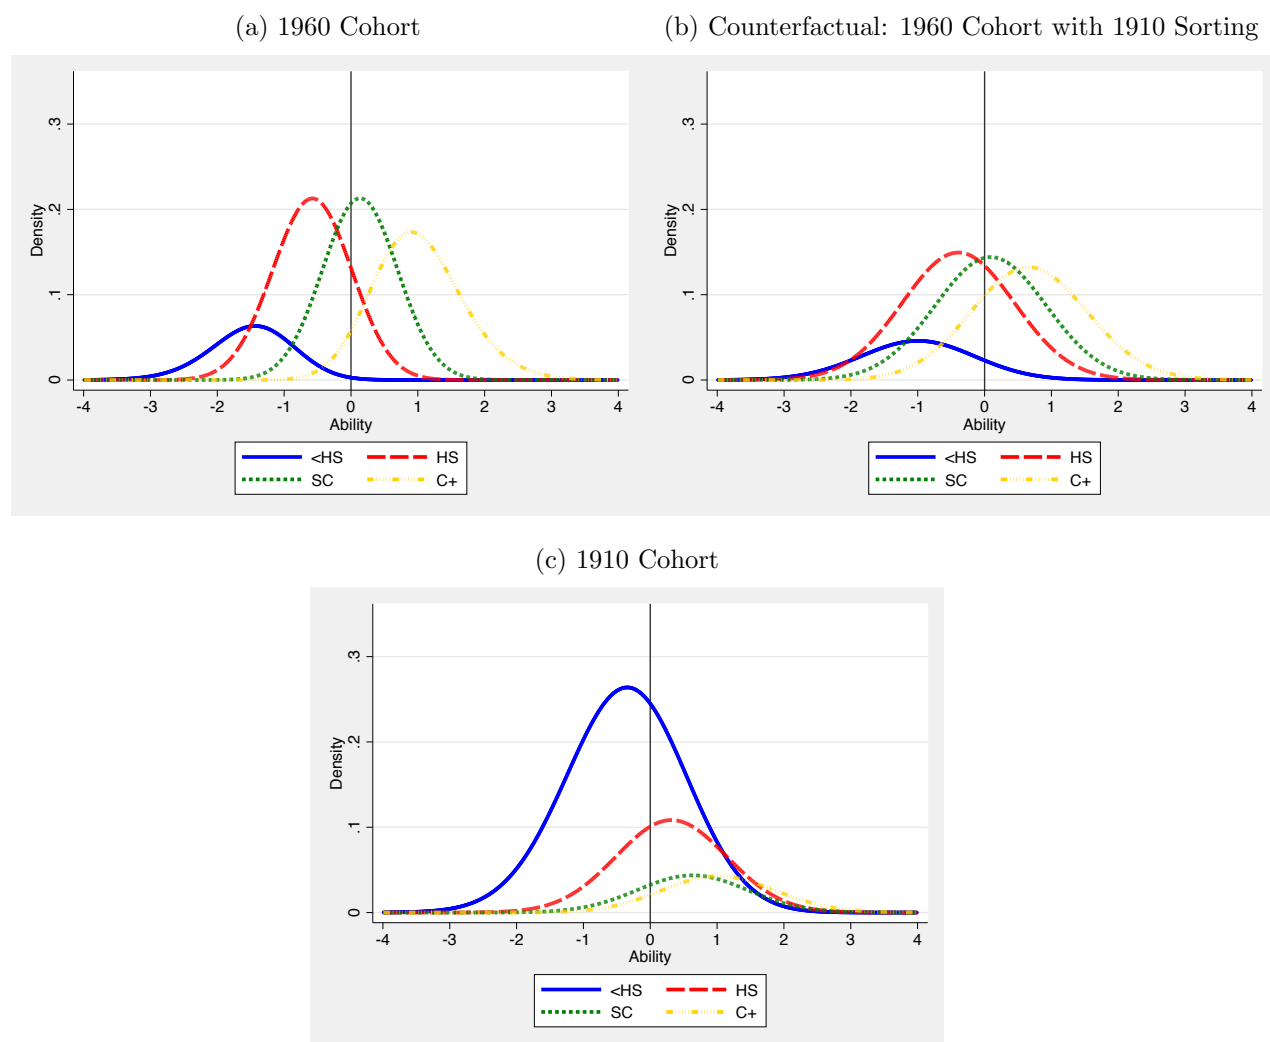 (a) 1960 Cohort
Density
.3
.2
.1
0
-4 -3 -2 -1 0 1 2 3 4
Ability
<HS HS
SC C+
(b) Counterfactual: 1960 Cohort with 1910 Sorting
Density
.3
.2
.1
0
-4 -3 -2 -1 0 1 2 3 4
Ability
<HS HS
SC C+
(c) 1910 Cohort
Density
.3
.2
.1
0
-4 -3 -2 -1 0 1 2 3 4
Ability
<HS HS
SC C+